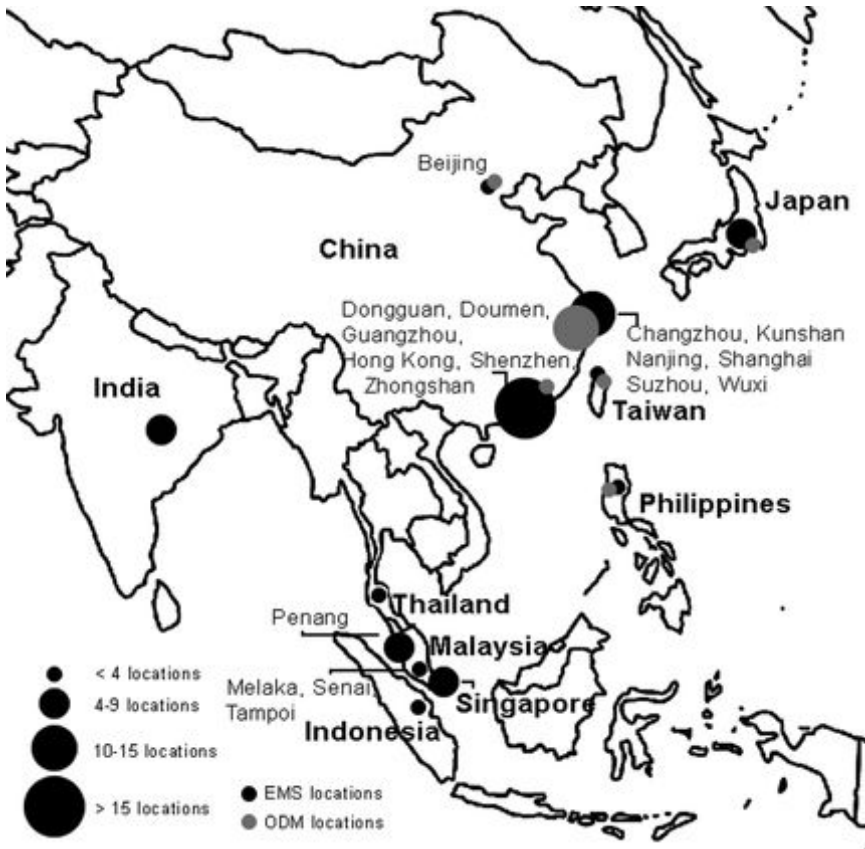 Beijing
Japan
China
Dongguan, Doumen,
Guangzhou,
Hong Kong, Shenzhen,
Zhongshan
Changzhou, Kunshan
Nanjing, Shanghai
Suzhou, Wuxi
India
Taiwan
Philippines
Thailand
Penang
Malaysia
Melaka, Senai,
Tampoi
Singapore
Indonesia
< 4 locations
4-9 locations
10-15 locations
> 15 locations
EMS locations
ODM locations